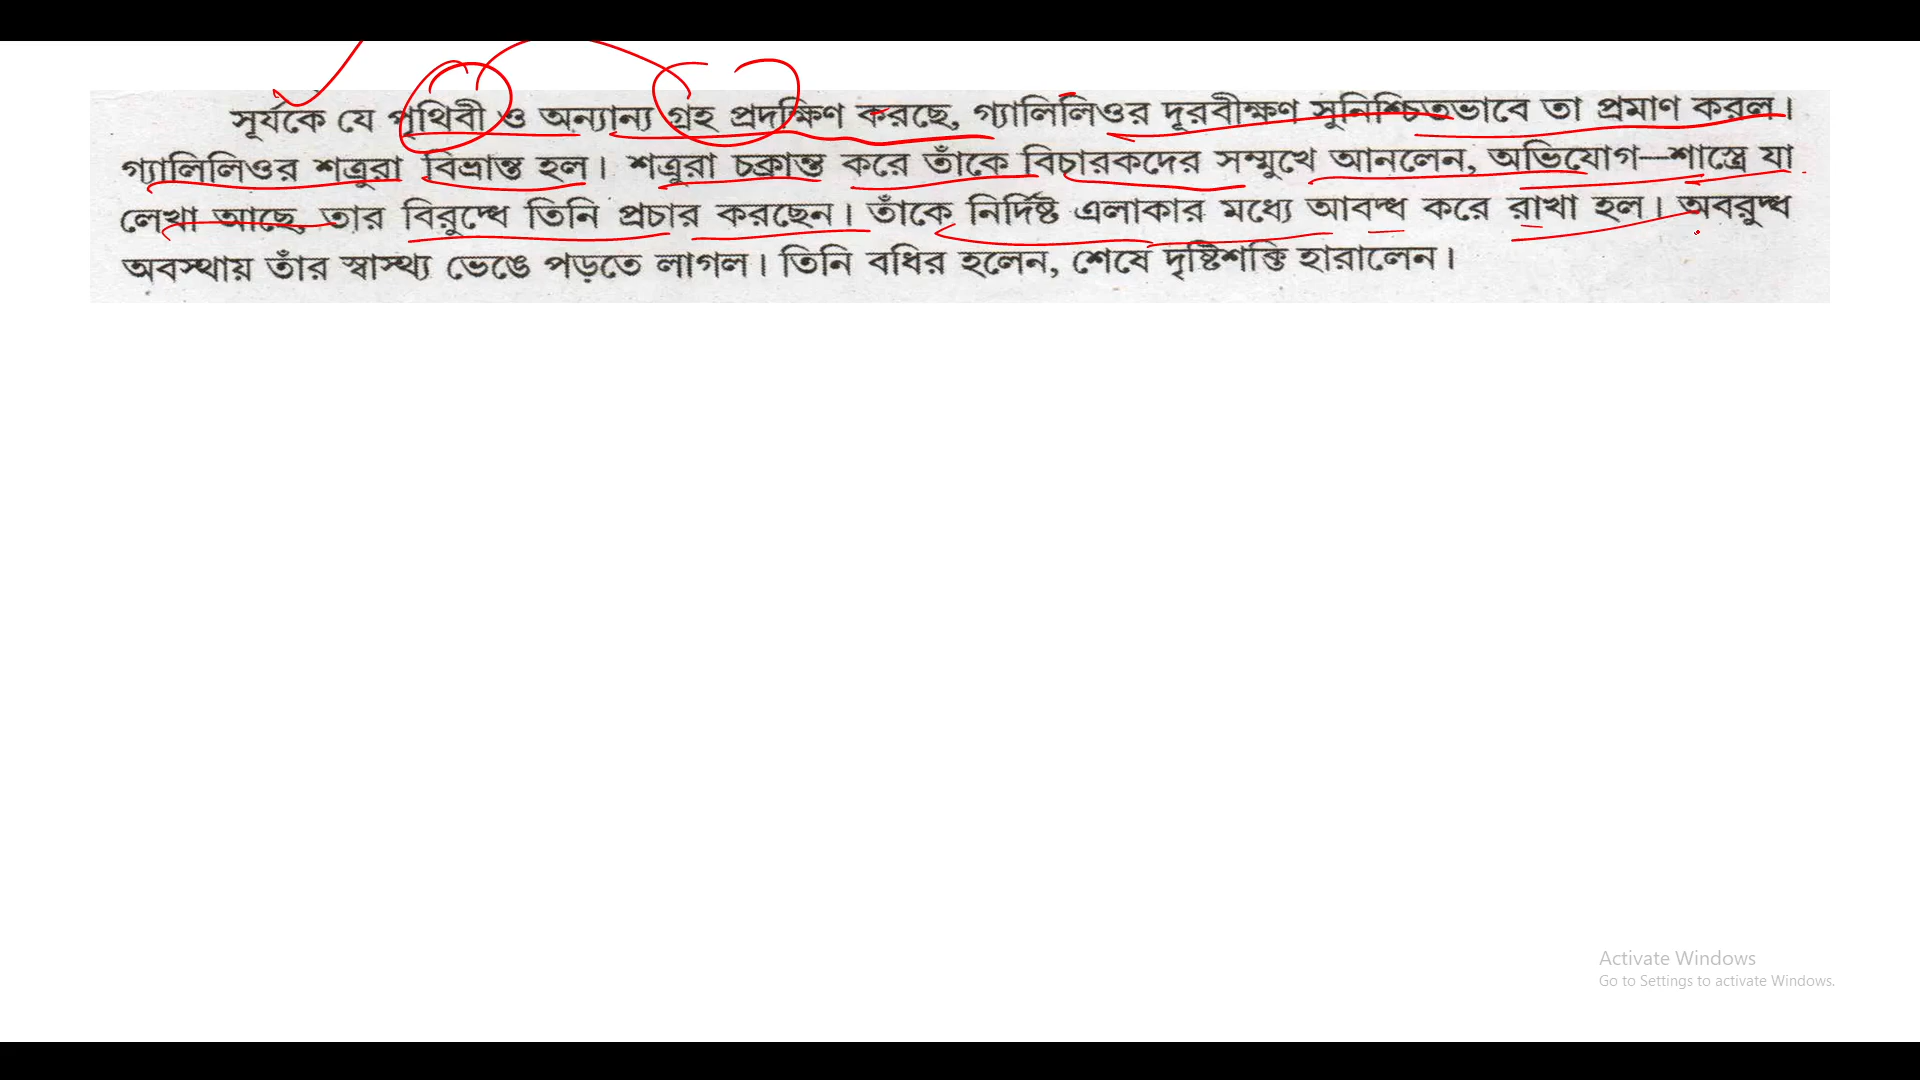 সূর্যকে যে পৃথিবী ও অন্যান্য গ্রহ প্রদক্ষিণ করছে, গ্যালিলিওর দূরবীক্ষণ সুনিশ্চিতভাবে তা প্রমাণ করল।
গ্যালিলিওর শত্রুরা বিভ্রান্ত হল। শত্রুরা চক্রান্ত করে তাঁকে বিচারকদের সম্মুখে আনলেন, অভিযোগ—শাস্ত্রে যা
লেখা আছে, তার বিরুদ্ধে তিনি প্রচার করছেন। তাঁকে নির্দিষ্ট এলাকার মধ্যে আবদ্ধ করে রাখা হল। অবরুদ্ধ
অবস্থায় তাঁর স্বাস্থ্য ভেঙে পড়তে লাগল। তিনি বধির হলেন, শেষে দৃষ্টিশক্তি হারালেন।
Activate Windows
Go to Settings to activate Windows.